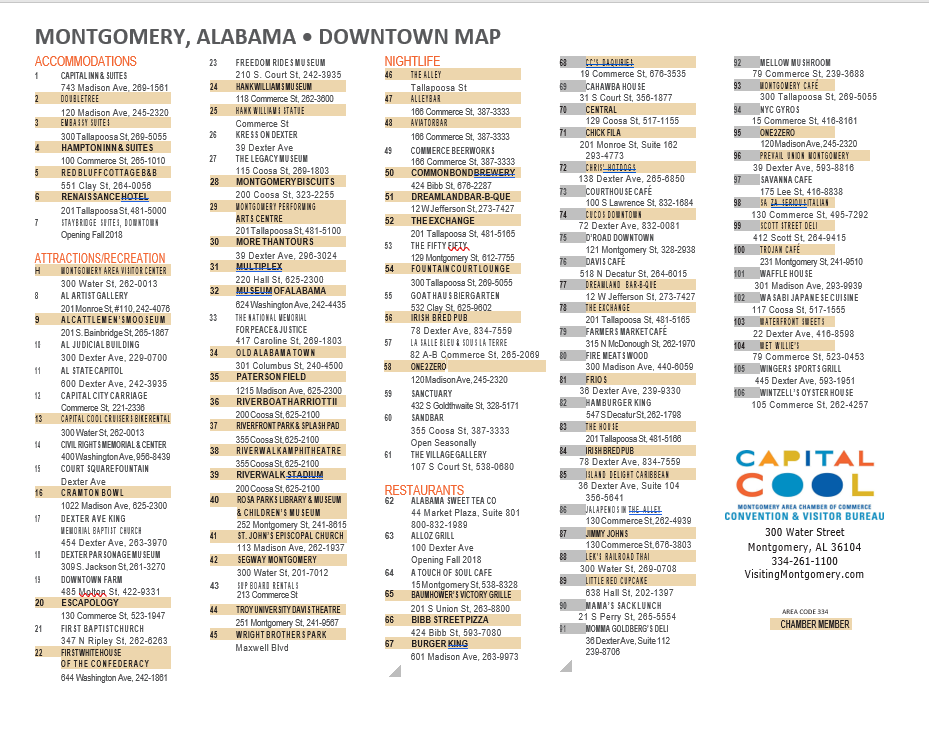 MONTGOMERY, ALABAMA • DOWNTOWN MAP
ACCOMMODATIONS
1 CAPITAL INN & SUITES
743 Madison Ave, 269-1561
2 DOUBLETREE
120 Madison Ave, 245-2320
3 EMBASSY SUITES
300 Tallapoosa St, 269-5055
4 HAMPTON INN & SUITES
100 Commerce St, 265-1010
5 RED BLUFF COTTAGE B&B
551 Clay St, 264-0056
6 RENAISSANCE HOTEL
201 Tallapoosa St, 481-5000
7 STAYBRIDGE SUITES, DOWNTOWN
Opening Fall 2018
ATTRACTIONS/RECREATION
H MONTGOMERY AREA VISITOR CENTER
300 Water St, 262-0013
8 AL ARTIST GALLERY
201 Monroe St, #110, 242-4076
9 AL CATTLEMEN'S MOOSEUM
201 S. Bainbridge St, 265-1867
10 AL JUDICIAL BUILDING
300 Dexter Ave, 229-0700
11 AL STATE CAPITOL
600 Dexter Ave, 242-3935
12 CAPITAL CITY CARRIAGE
Commerce St, 221-2336
13 CAPITAL COOL CRUISERS BIKE RENTAL
300 Water St, 262-0013
14 CIVIL RIGHTS MEMORIAL & CENTER
400 Washington Ave, 956-8439
15 COURT SQUARE FOUNTAIN
Dexter Ave
16 CRAMTON BOWL
1022 Madison Ave, 625-2300
17 DEXTER AVE KING
MEMORIAL BAPTIST CHURCH
454 Dexter Ave, 263-3970
18 DEXTER PARSONAGE MUSEUM
309 S. Jackson St, 261-3270
19 DOWNTOWN FARM
485 Molton St, 422-9331
20 ESCAPOLOGY
130 Commerce St, 523-1947
21 FIRST BAPTIST CHURCH
347 N Ripley St, 262-6263
22 FIRST WHITE HOUSE
OF THE CONFEDERACY
644 Washington Ave, 242-1861
23 FREEDOM RIDES MUSEUM
210 S. Court St, 242-3935
24 HANK WILLIAMS MUSEUM
118 Commerce St, 262-3600
25 HANK WILLIAMS STATUE
Commerce St
26 KRESS ON DEXTER
39 Dexter Ave
27 THE LEGACY MUSEUM
115 Coosa St, 269-1803
28 MONTGOMERY BISCUITS
200 Coosa St, 323-2255
29 MONTGOMERY PERFORMING
ARTS CENTRE
201 Tallapoosa St, 481-5100
30 MORE THAN TOURS
39 Dexter Ave, 296-3024
31 MULTIPLEX
220 Hall St, 625-2300
32 MUSEUM OF ALABAMA
624 Washington Ave, 242-4435
33 THE NATIONAL MEMORIAL
FOR PEACE & JUSTICE
417 Caroline St, 269-1803
34 OLD ALABAMA TOWN
301 Columbus St, 240-4500
35 PATERSON FIELD
1215 Madison Ave, 625-2300
36 RIVERBOAT HARRIOTT II
200 Coosa St, 625-2100
37 RIVERFRONT PARK & SPLASH PAD
355 Coosa St, 625-2100
38 RIVERWALK AMPHITHEATRE
355 Coosa St, 625-2100
39 RIVERWALK STADIUM
200 Coosa St, 625-2100
40 ROSA PARKS LIBRARY & MUSEUM
& CHILDREN'S MUSEUM
252 Montgomery St, 241-8615
41 ST. JOHN'S EPISCOPAL CHURCH
113 Madison Ave, 262-1937
42 SEGWAY MONTGOMERY
300 Water St, 201-7012
43 SUP BOARD RENTALS
213 Commerce St
44 TROY UNIVERSITY DAVIS THEATRE
251 Montgomery St, 241-9567
45 WRIGHT BROTHERS PARK
Maxwell Blvd
NIGHTLIFE
46 THE ALLEY
Tallapoosa St
47 ALLEYBAR
166 Commerce St, 387-3333
48 AVIATORBAR
166 Commerce St, 387-3333
49 COMMERCE BEERWORKS
166 Commerce St, 387-3333
50 COMMON BOND BREWERY
424 Bibb St, 676-2287
51 DREAMLAND BAR-B-QUE
12 W Jefferson St, 273-7427
52 THE EXCHANGE
201 Tallapoosa St, 481-5165
53 THE FIFTY FIFTY
129 Montgomery St, 612-7755
54 FOUNTAIN COURT LOUNGE
300 Tallapoosa St, 269-5055
55 GOAT HAUS BIERGARTEN
532 Clay St, 625-9602
56 IRISH BRED PUB
78 Dexter Ave, 834-7559
57 LA SALLE BLEU & SOUS LA TERRE
82 A-B Commerce St, 265-2069
58 ONE2ZERO
120 Madison Ave, 245-2320
59 SANCTUARY
432 S Goldthwaite St, 328-5171
60 SANDBAR
355 Coosa St, 387-3333
Open Seasonally
61 THE VILLAGE GALLERY
107 S Court St, 538-0680
RESTAURANTS
62 ALABAMA SWEET TEA CO
44 Market Plaza, Suite 801
800-832-1989
63 ALLOZ GRILL
100 Dexter Ave
Opening Fall 2018
64 A TOUCH OF SOUL CAFE
15 Montgomery St, 538-8328
65 BAUMHOWER'S VICTORY GRILLE
201 S Union St, 263-8800
66 BIBB STREET PIZZA
424 Bibb St, 593-7080
67 BURGER KING
601 Madison Ave, 263-9973
68 CC'S DAQUIRIES
19 Commerce St, 676-3535
69 CAHAWBA HOUSE
31 S Court St, 356-1877
70 CENTRAL
129 Coosa St, 517-1155
71 CHICK FIL A
201 Monroe St, Suite 162
293-4773
72 CHRIS' HOTDOGS
138 Dexter Ave, 265-6850
73 COURTHOUSE CAFÉ
100 S Lawrence St, 832-1684
74 CUCOS DOWNTOWN
72 Dexter Ave, 832-0081
75 D'ROAD DOWNTOWN
121 Montgomery St, 328-2938
76 DAVIS CAFÉ
518 N Decatur St, 264-6015
77 DREAMLAND BAR-B-QUE
12 W Jefferson St, 273-7427
78 THE EXCHANGE
201 Tallapoosa St, 481-5165
79 FARMERS MARKET CAFÉ
315 N McDonough St, 262-1970
80 FIRE MEATS WOOD
300 Madison Ave, 440-6059
81 FRIOS
36 Dexter Ave, 239-9330
82 HAMBURGER KING
547 S Decatur St, 262-1798
83 THE HOUSE
201 Tallapoosa St, 481-5166
84 IRISH BRED PUB
78 Dexter Ave, 834-7559
85 ISLAND DELIGHT CARIBBEAN
36 Dexter Ave, Suite 104
356-5641
86 JALAPENOS IN THE ALLEY
130 Commerce St, 262-4939
87 JIMMY JOHNS
130 Commerce St, 676-3803
88 LEK'S RAILROAD THAI
300 Water St, 269-0708
89 LITTLE RED CUPCAKE
638 Hall St, 202-1397
90 MAMA'S SACK LUNCH
21 S Perry St, 265-5554
91 MOMMA GOLDBERG'S DELI
36 Dexter Ave, Suite 112
239-8706
92 MELLOW MUSHROOM
79 Commerce St, 239-3688
93 MONTGOMERY CAFÉ
300 Tallapoosa St, 269-5055
94 NYC GYROS
15 Commerce St, 416-8161
95 ONE2ZERO
120 Madison Ave, 245-2320
96 PREVAIL UNION MONTGOMERY
39 Dexter Ave, 593-8816
97 SAVANNA CAFÉ
175 Lee St, 416-8838
98 SA ZA SERIOUS ITALIAN
130 Commerce St, 495-7292
99 SCOTT STREET DELI
412 Scott St, 264-9415
100 TROJAN CAFÉ
231 Montgomery St, 241-9510
101 WAFFLE HOUSE
301 Madison Ave, 293-9939
102 WASABI JAPANESE CUISINE
117 Coosa St, 517-1555
103 WATERFRONT SWEETS
22 Dexter Ave, 416-8598
104 WET WILLIE'S
79 Commerce St, 523-0453
105 WINGER'S SPORTS GRILL
445 Dexter Ave, 593-1951
106 WINTZELL'S OYSTER HOUSE
105 Commerce St, 262-4257
CAPITAL
COOL
MONTGOMERY AREA CHAMBER OF COMMERCE
CONVENTION & VISITOR BUREAU
300 Water Street
Montgomery, AL 36104
334-261-1100
VisitingMontgomery.com
AREA CODE 334
CHAMBER MEMBER